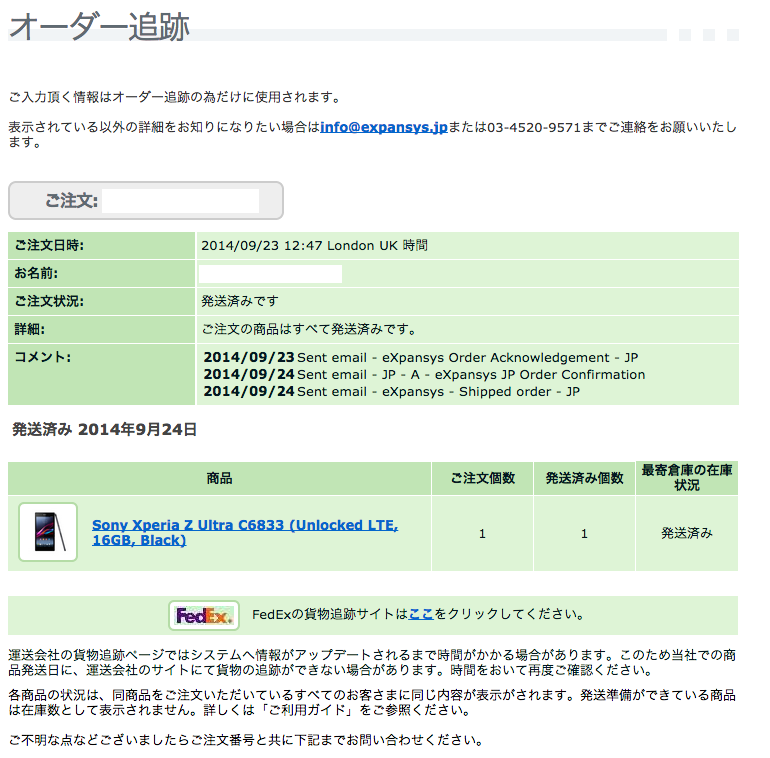 オーダー追跡
ご入力頂く情報はオーダー追跡の為だけに使用されます。
表示されている以外の詳細をお知りになりたい場合はinfo@expansys.jpまたは03-4520-9571までご連絡をお願いいたし
ます。
ご注文:
ご注文日時: 2014/09/23 12:47 London UK 時間
お名前:
ご注文状況: 発送済みです
詳細: ご注文の商品はすべて発送済みです。
コメント: 2014/09/23 Sent email - eXpansys Order Acknowledgement - JP
2014/09/24 Sent email - JP - A - eXpansys JP Order Confirmation
2014/09/24 Sent email - eXpansys - Shipped order - JP
発送済み 2014年9月24日
商品 ご注文個数 発送済み個数 最寄倉庫の在庫
状況
Sony Xperia Z Ultra C6833 (Unlocked LTE,
16GB, Black) 1 1 発送済み
FedEx. FedExの貨物追跡サイトはここをクリックしてください。
運送会社の貨物追跡ページではシステムへ情報がアップデートされるまで時間がかかる場合があります。このため当社での商
品発送日に、運送会社のサイトにて貨物の追跡ができない場合があります。時間をおいて再度ご確認ください。
各商品の状況は、同商品をご注文いただいているすべてのお客さまに同じ内容が表示がされます。発送準備ができている商品
は在庫数として表示されません。詳しくは「ご利用ガイド」をご参照ください。
ご不明な点などございましたらご注文番号と共に下記までお問い合わせください。